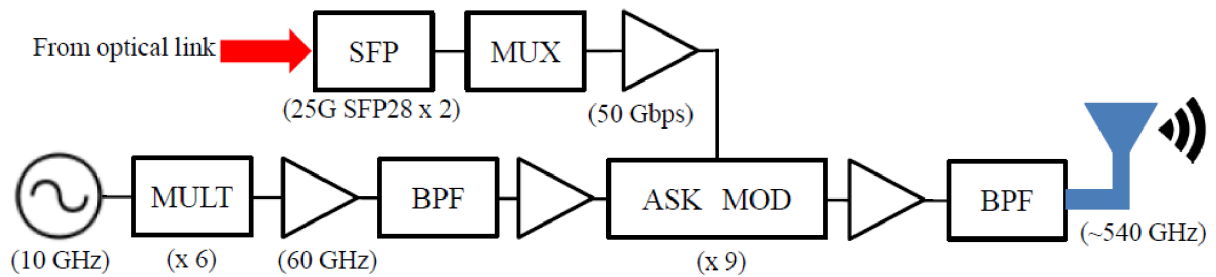 From optical link
SFP
MUX
(25G SFP28 x 2)
(50 Gbps)
MULT
BPF
ASK MOD
BPF
(10 GHz)
(x 6)
(60 GHz)
(x 9)
(~540 GHz)